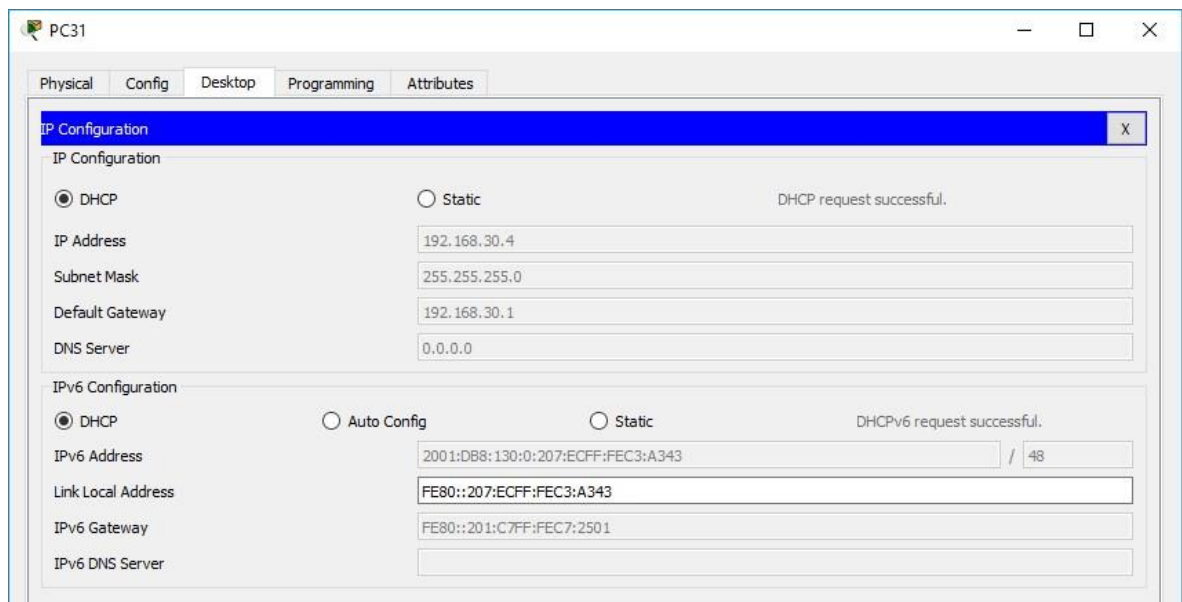 PC31
Physical Config Desktop Programming Attributes
IP Configuration X
IP Configuration
DHCP Static DHCP request successful.
IP Address 192.168.30.4
Subnet Mask 255.255.255.0
Default Gateway 192.168.30.1
DNS Server 0.0.0.0
IPv6 Configuration
DHCP Auto Config Static DHCPv6 request successful.
IPv6 Address 2001:DB8:130:0:207:ECFF:FEC3:A343 / 48
Link Local Address FE80::207:ECFF:FEC3:A343
IPv6 Gateway FE80::201:C7FF:FEC7:2501
IPv6 DNS Server